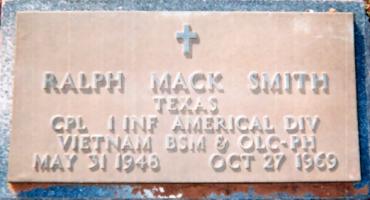 RALPH MACK SMITH
TEXAS
CPL 1 INF AMERICAL DIV
VIETNAM BSM & OLC-PH
MAY 31 1948 OCT 27 1969